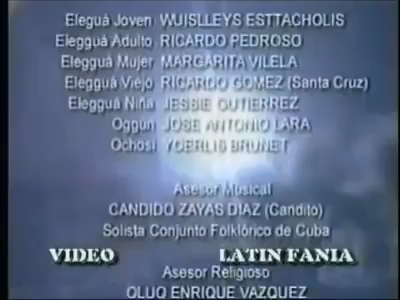 Eleguá Joven WUISLLEYS ESTTACHOLIS
Elegguá Adulto RICARDO PEDROSO
Elegguá Mujer MARGARITA VILELA
Elegguá Viejo RICARDO GOMEZ (Santa Cruz)
Elegguá Niña JESSIE GUTIERREZ
Oggún JOSE ANTONIO LARA
Ochosi YOERLIS BRUNET
Asesor Musical
CANDIDO ZAYAS DIAZ (Candito)
Solista Conjunto Folklórico de Cuba
VIDEO LATIN FANIA
Asesor Religioso
OLUO ENRIQUE VAZQUEZ